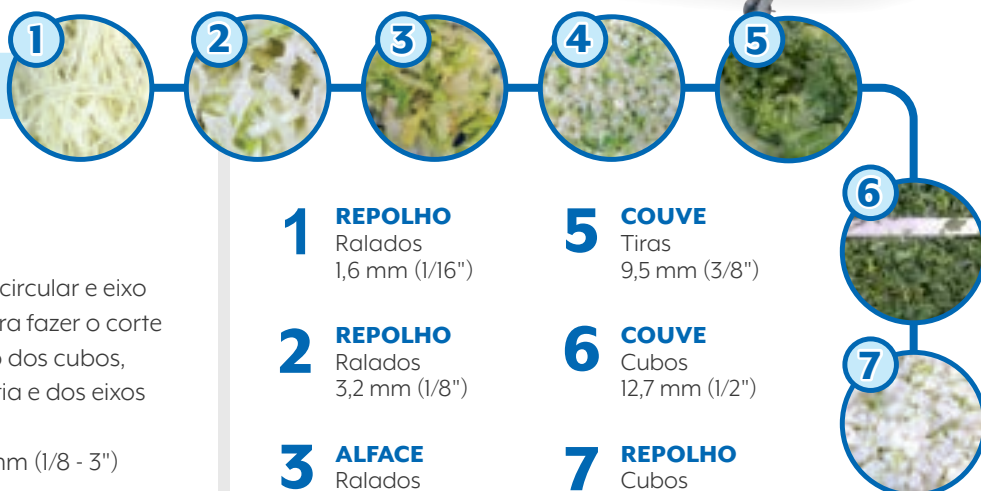 1
2
3
4
5
6
7
circular e eixo
ra fazer o corte
dos cubos,
ria e dos eixos
mm (1/8 - 3")
1 REPOLHO
Ralados
1,6 mm (1/16")
2 REPOLHO
Ralados
3,2 mm (1/8")
3 ALFACE
Ralados
5 COUVE
Tiras
9,5 mm (3/8")
6 COUVE
Cubos
12,7 mm (1/2")
7 REPOLHO
Cubos